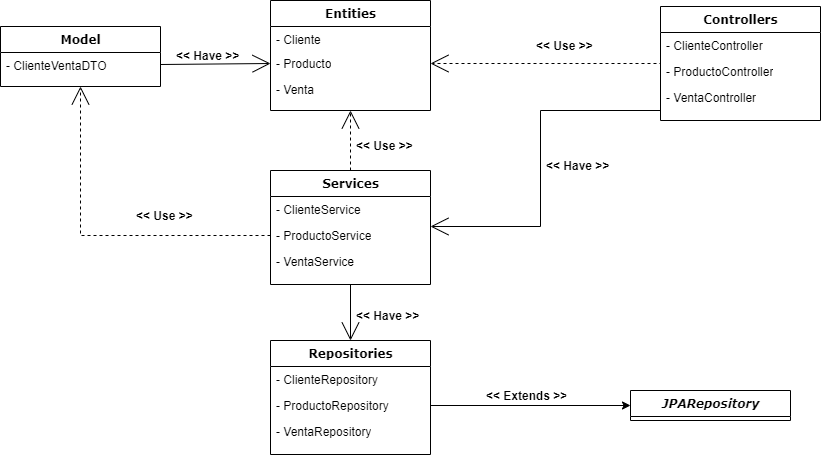 Entities
- Cliente
- Producto
- Venta
Controllers
- ClienteController
- ProductoController
- VentaController
Model
- ClienteVentaDTO
<< Have >>
<< Use >>
<< Use >>
<< Have >>
Services
- ClienteService
- ProductoService
- VentaService
<< Use >>
<< Have >>
Repositories
- ClienteRepository
- ProductoRepository
- VentaRepository
<< Extends >>
JPARepository